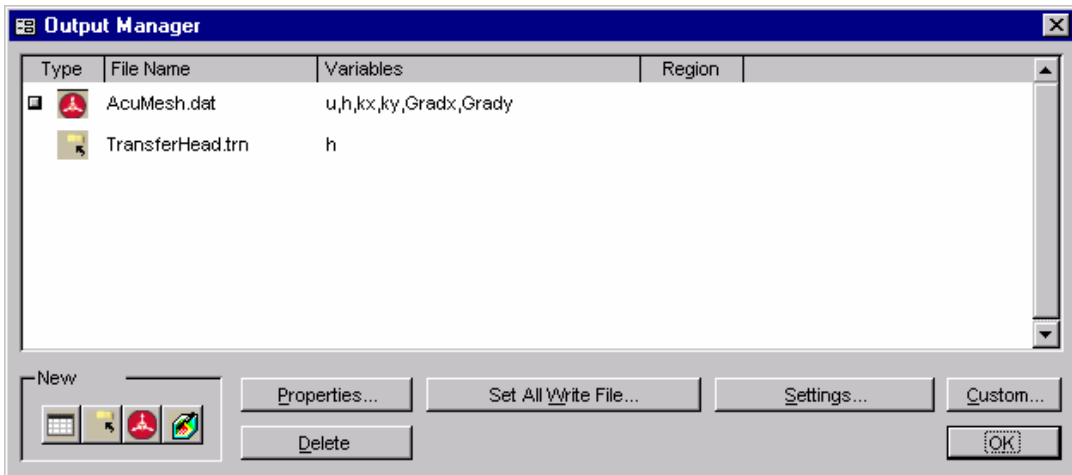 Output Manager
Type File Name Variables Region
AcuMesh.dat u,h,kx,ky,Gradx,Grady
TransferHead.trn h
New
Properties... Set All Write File... Settings... Custom...
Delete OK